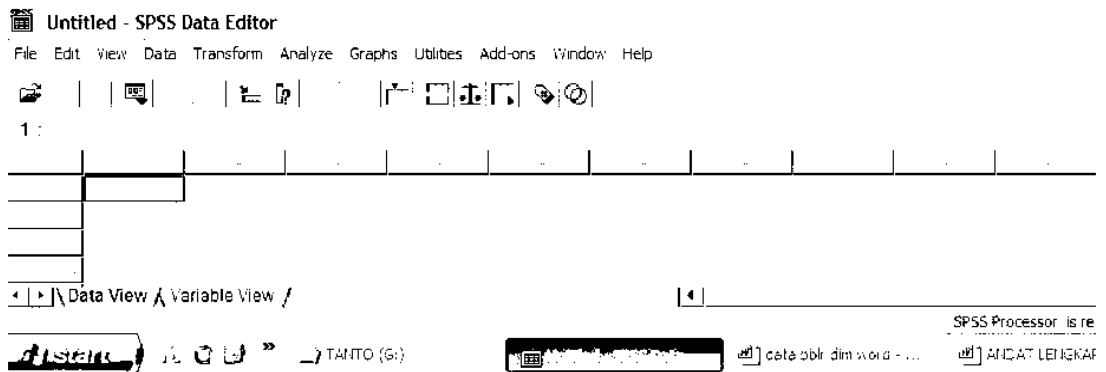 Untitled - SPSS Data Editor
File Edit View Data Transform Analyze Graphs Utilities Add-ons Window Help
1 :
Data View Variable View
SPSS Processor is re
start TANTO (G:) ANDAT LENGKAP